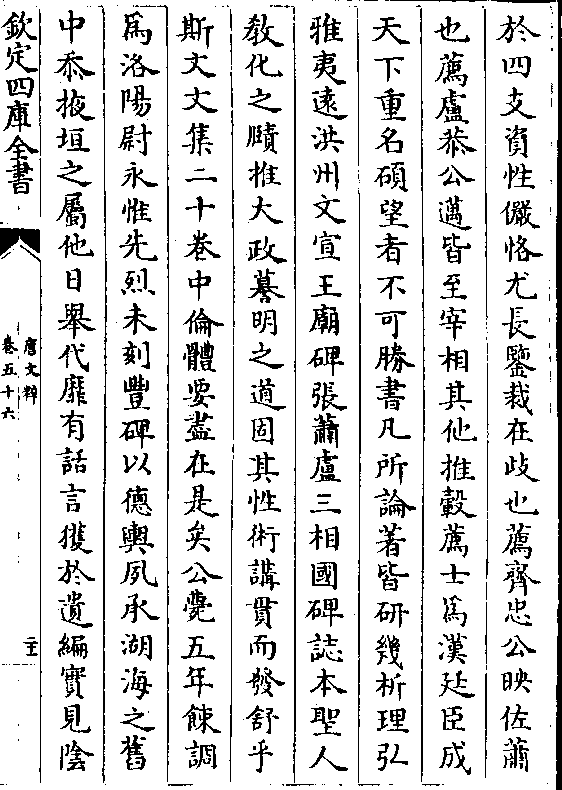 於四支資性儼恪尤長鑒裁在歧也薦齊忠公映佐蕭
也薦盧恭公邁皆至宰相其他推轂薦士為漢廷臣成
天下重名碩望者不可勝書凡所論著皆研幾析理弘
雅夷遠洪州文宣王廟碑張蕭盧三相國碑誌本聖人
敎化之賾推大政蓍明之道固其性術講貫而發舒乎
斯文文集二十卷中倫體要盡在是矣公薨五年餗調
為洛陽尉永惟先烈未刻豐碑以德輿夙承湖海之舊
中忝掖垣之屬他日舉代靡有話言獲於遺編實見陰
欽定四庫全書
唐文粹
卷五十六